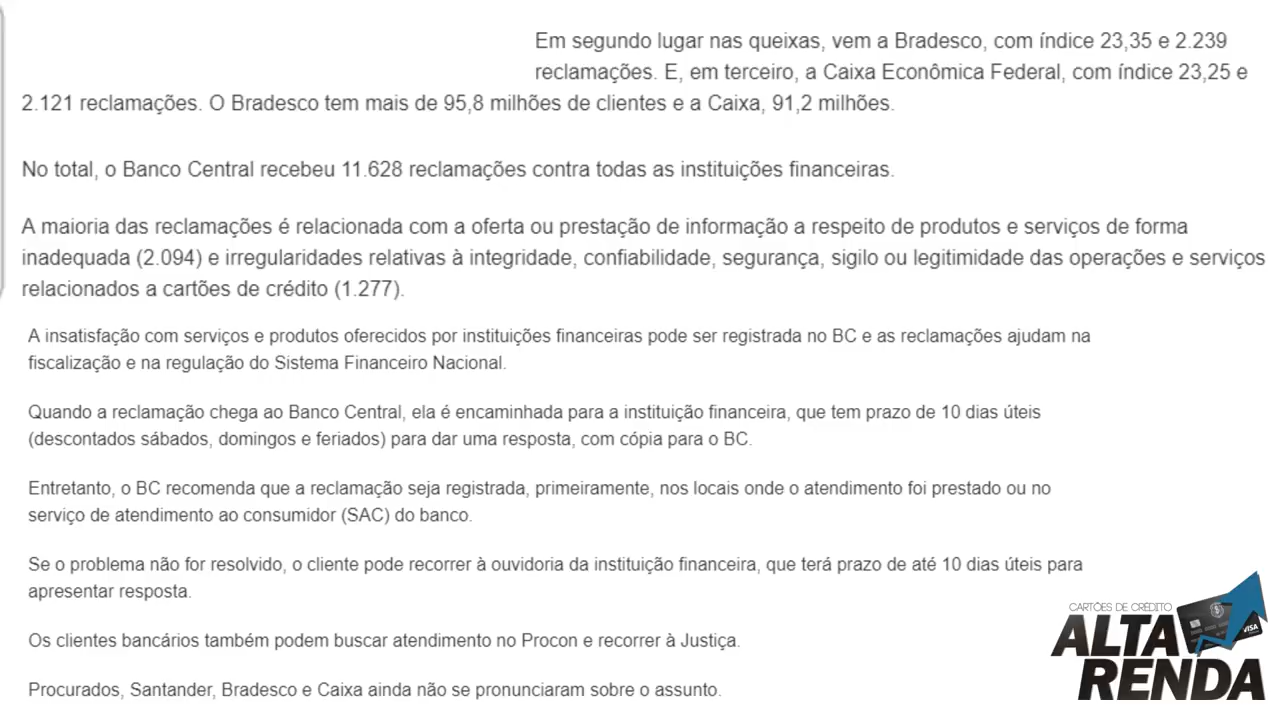 Em segundo lugar nas queixas, vem a Bradesco, com índice 23,35 e 2.239
reclamações. E, em terceiro, a Caixa Econômica Federal, com índice 23,25 e
2.121 reclamações. O Bradesco tem mais de 95,8 milhões de clientes e a Caixa, 91,2 milhões.
No total, o Banco Central recebeu 11.628 reclamações contra todas as instituições financeiras.
A maioria das reclamações é relacionada com a oferta ou prestação de informação a respeito de produtos e serviços de forma
inadequada (2.094) e irregularidades relativas à integridade, confiabilidade, segurança, sigilo ou legitimidade das operações e serviços
relacionados a cartões de crédito (1.277).
A insatisfação com serviços e produtos oferecidos por instituições financeiras pode ser registrada no BC e as reclamações ajudam na
fiscalização e na regulação do Sistema Financeiro Nacional.
Quando a reclamação chega ao Banco Central, ela é encaminhada para a instituição financeira, que tem prazo de 10 dias úteis
(descontados sábados, domingos e feriados) para dar uma resposta, com cópia para o BC.
Entretanto, o BC recomenda que a reclamação seja registrada, primeiramente, nos locais onde o atendimento foi prestado ou no
serviço de atendimento ao consumidor (SAC) do banco.
Se o problema não for resolvido, o cliente pode recorrer à ouvidoria da instituição financeira, que terá prazo de até 10 dias úteis para
apresentar resposta.
Os clientes bancários também podem buscar atendimento no Procon e recorrer à Justiça.
Procurados, Santander, Bradesco e Caixa ainda não se pronunciaram sobre o assunto.
CARTÕES DE CRÉDITO
ALTA
RENDA
VISA